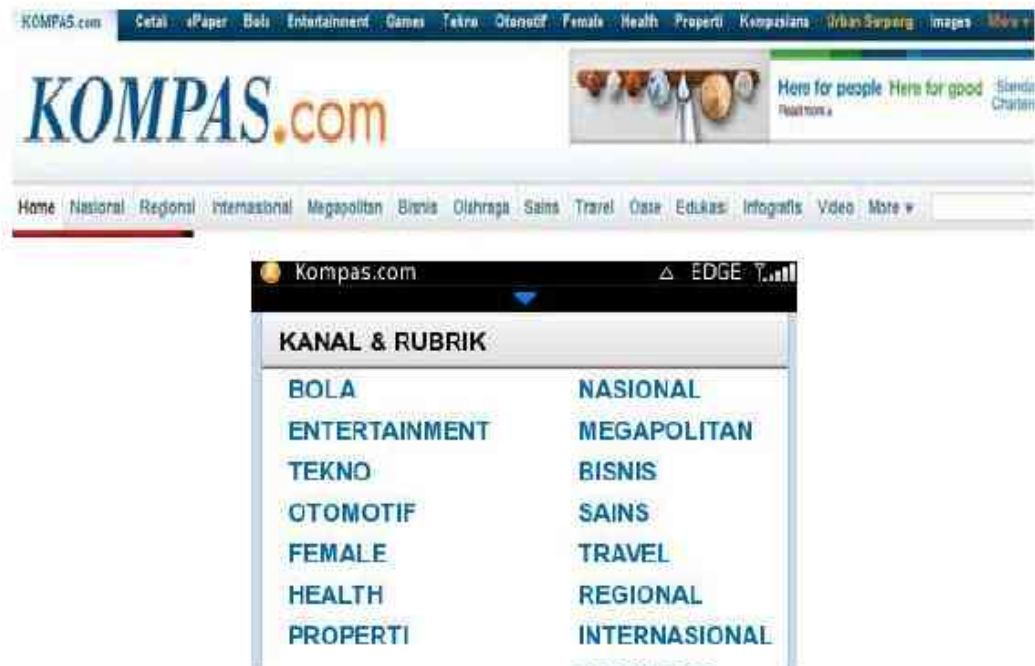 KOMPAS.com Cetak ePaper Bola Entertainment Games Tekno Otomotif Female Health Properti Kompasiana Urban Serpong Images More
KOMPAS.com
Here for people Here for good
Read more
Home Nasional Regional Internasional Megapolitan Bisnis Olahraga Sains Travel Oase Edukasi Infografis Video More
Kompas.com EDGE
KANAL & RUBRIK
BOLA NASIONAL
ENTERTAINMENT MEGAPOLITAN
TEKNO BISNIS
OTOMOTIF SAINS
FEMALE TRAVEL
HEALTH REGIONAL
PROPERTI INTERNASIONAL